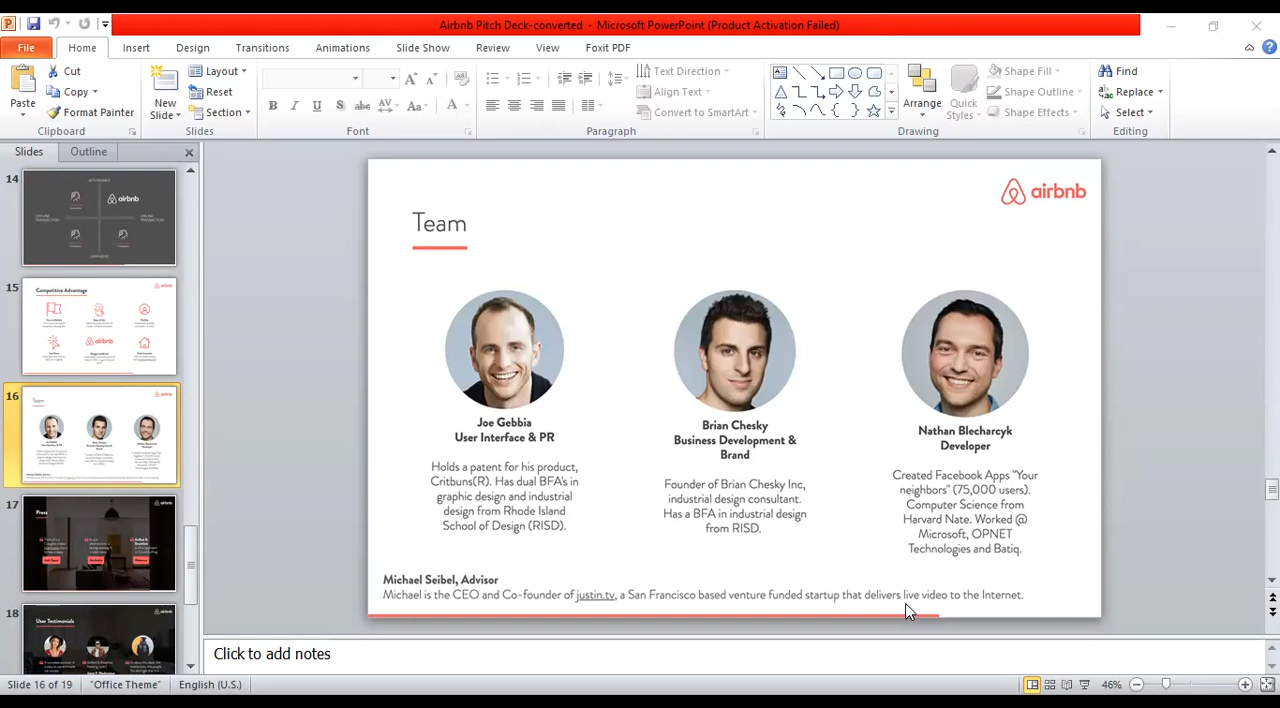 Airbnb Pitch Deck-converted - Microsoft PowerPoint (Product Activation Failed)
File Home Insert Design Transitions Animations Slide Show Review View Foxit PDF
Paste
Cut
Copy
Format Painter
Clipboard
New
Slide
Layout
Reset
Section
Slides
Font
Text Direction
Align Text
Convert to SmartArt
Paragraph
Arrange
Quick
Styles
Shape Fill
Shape Outline
Shape Effects
Drawing
Find
Replace
Select
Editing
Slides Outline
14
airbnb
15
Competitive Advantage
airbnb
16
Team
17
Press
airbnb
18
User Testimonials
airbnb
Team
Joe Gebbia
User Interface & PR
Holds a patent for his product,
Critbuns(R). Has dual BFA's in
graphic design and industrial
design from Rhode Island
School of Design (RISD).
Brian Chesky
Business Development &
Brand
Founder of Brian Chesky Inc,
industrial design consultant.
Has a BFA in industrial design
from RISD.
Nathan Blecharcyk
Developer
Created Facebook Apps "Your
neighbors" (75,000 users).
Computer Science from
Harvard Nate. Worked @
Microsoft, OPNET
Technologies and Batiq.
Michael Seibel, Advisor
Michael is the CEO and Co-founder of justin.tv, a San Francisco based venture funded startup that delivers live video to the Internet.
Click to add notes
Slide 16 of 19 "Office Theme" English (U.S.) 46%